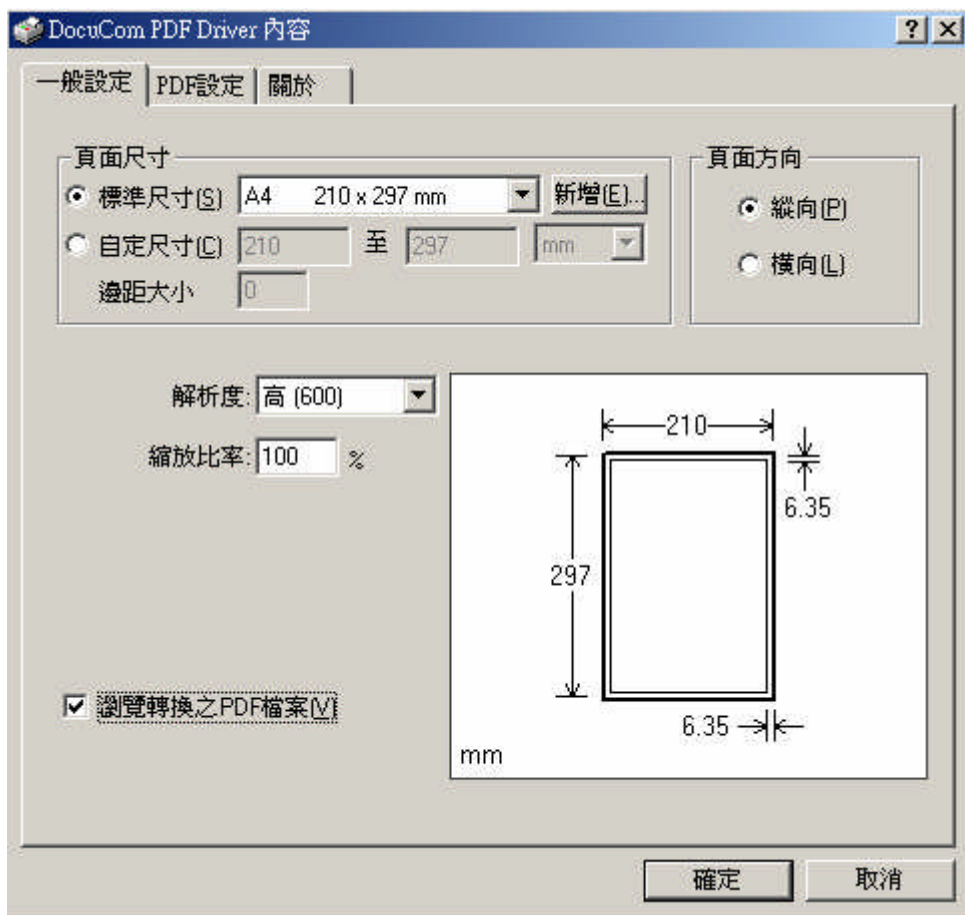 DocuCom PDF Driver 內容
一般設定 PDF設定 關於
頁面尺寸
標準尺寸(S) A4 210 x 297 mm 新增(E)...
自定尺寸(C) 210 至 297 mm
邊距大小 0
頁面方向
縱向(P)
橫向(L)
解析度: 高 (600)
縮放比率: 100 %
210
6.35
297
6.35
mm
瀏覽轉換之PDF檔案(V)
確定 取消